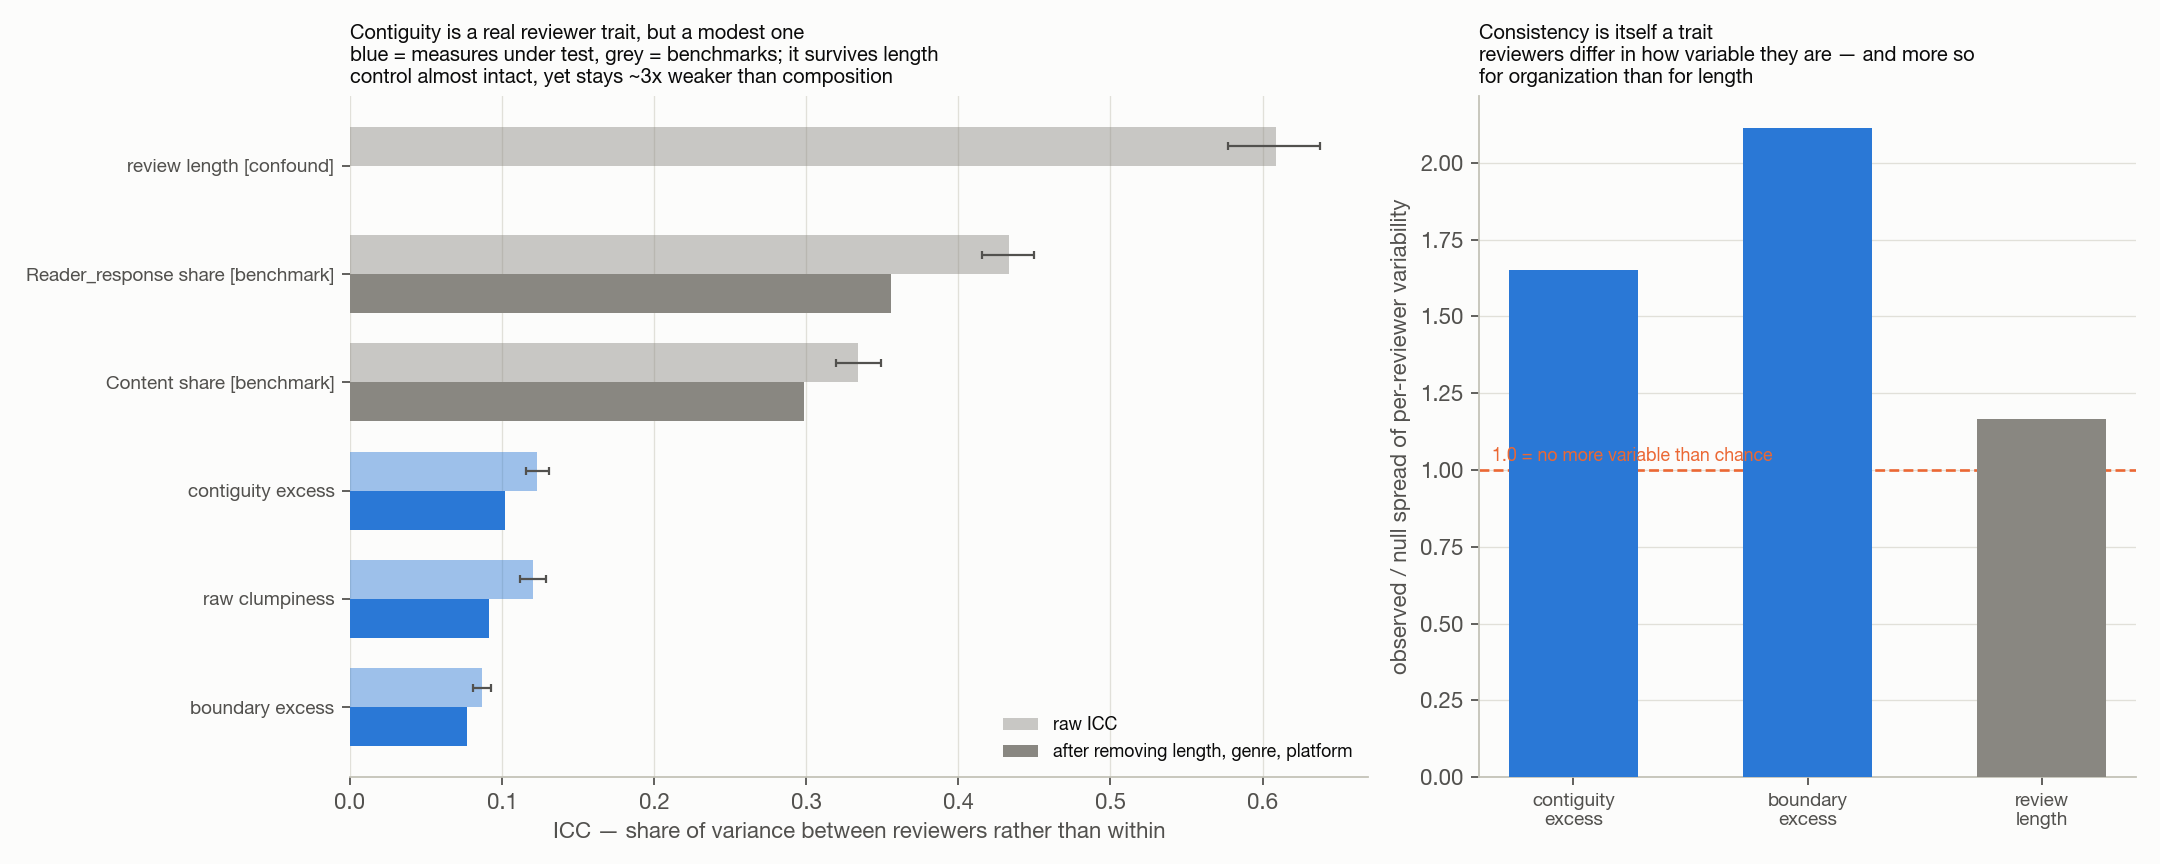 Contiguity is a real reviewer trait, but a modest one
blue = measures under test, grey = benchmarks; it survives length
control almost intact, yet stays ~3x weaker than composition
review length [confound]
Reader_response share [benchmark]
Content share [benchmark]
contiguity excess
raw clumpiness
boundary excess
raw ICC
after removing length, genre, platform
0.0 0.1 0.2 0.3 0.4 0.5 0.6
ICC — share of variance between reviewers rather than within
Consistency is itself a trait
reviewers differ in how variable they are — and more so
for organization than for length
observed / null spread of per-reviewer variability
2.00
1.75
1.50
1.25
1.00
0.75
0.50
0.25
0.00
1.0 = no more variable than chance
contiguity
excess
boundary
excess
review
length